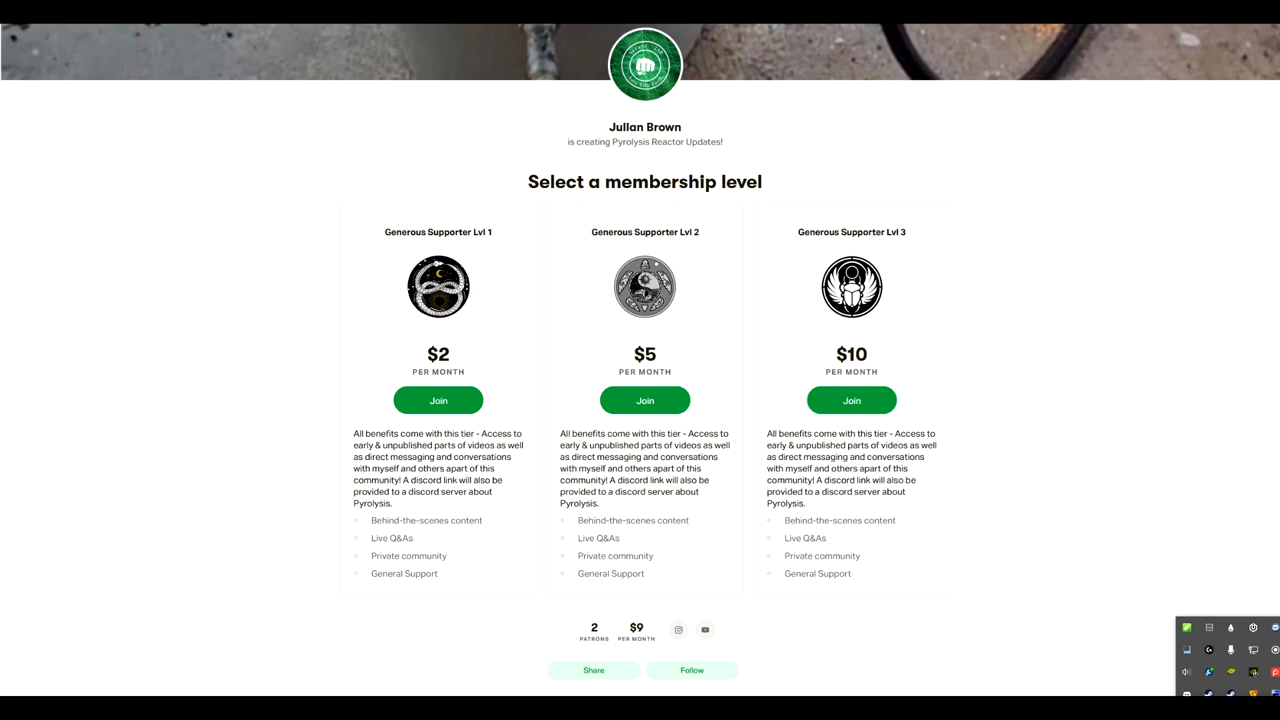 Julian Brown
is creating Pyrolysis Reactor Updates!
Select a membership level
Generous Supporter Lvl 1
$2
PER MONTH
Join
All benefits come with this tier - Access to
early & unpublished parts of videos as well
as direct messaging and conversations
with myself and others apart of this
community! A discord link will also be
provided to a discord server about
Pyrolysis.
Behind-the-scenes content
Live Q&As
Private community
General Support
Generous Supporter Lvl 2
$5
PER MONTH
Join
All benefits come with this tier - Access to
early & unpublished parts of videos as well
as direct messaging and conversations
with myself and others apart of this
community! A discord link will also be
provided to a discord server about
Pyrolysis.
Behind-the-scenes content
Live Q&As
Private community
General Support
Generous Supporter Lvl 3
$10
PER MONTH
Join
All benefits come with this tier - Access to
early & unpublished parts of videos as well
as direct messaging and conversations
with myself and others apart of this
community! A discord link will also be
provided to a discord server about
Pyrolysis.
Behind-the-scenes content
Live Q&As
Private community
General Support
2 $9
PATRONS PER MONTH
Share Follow